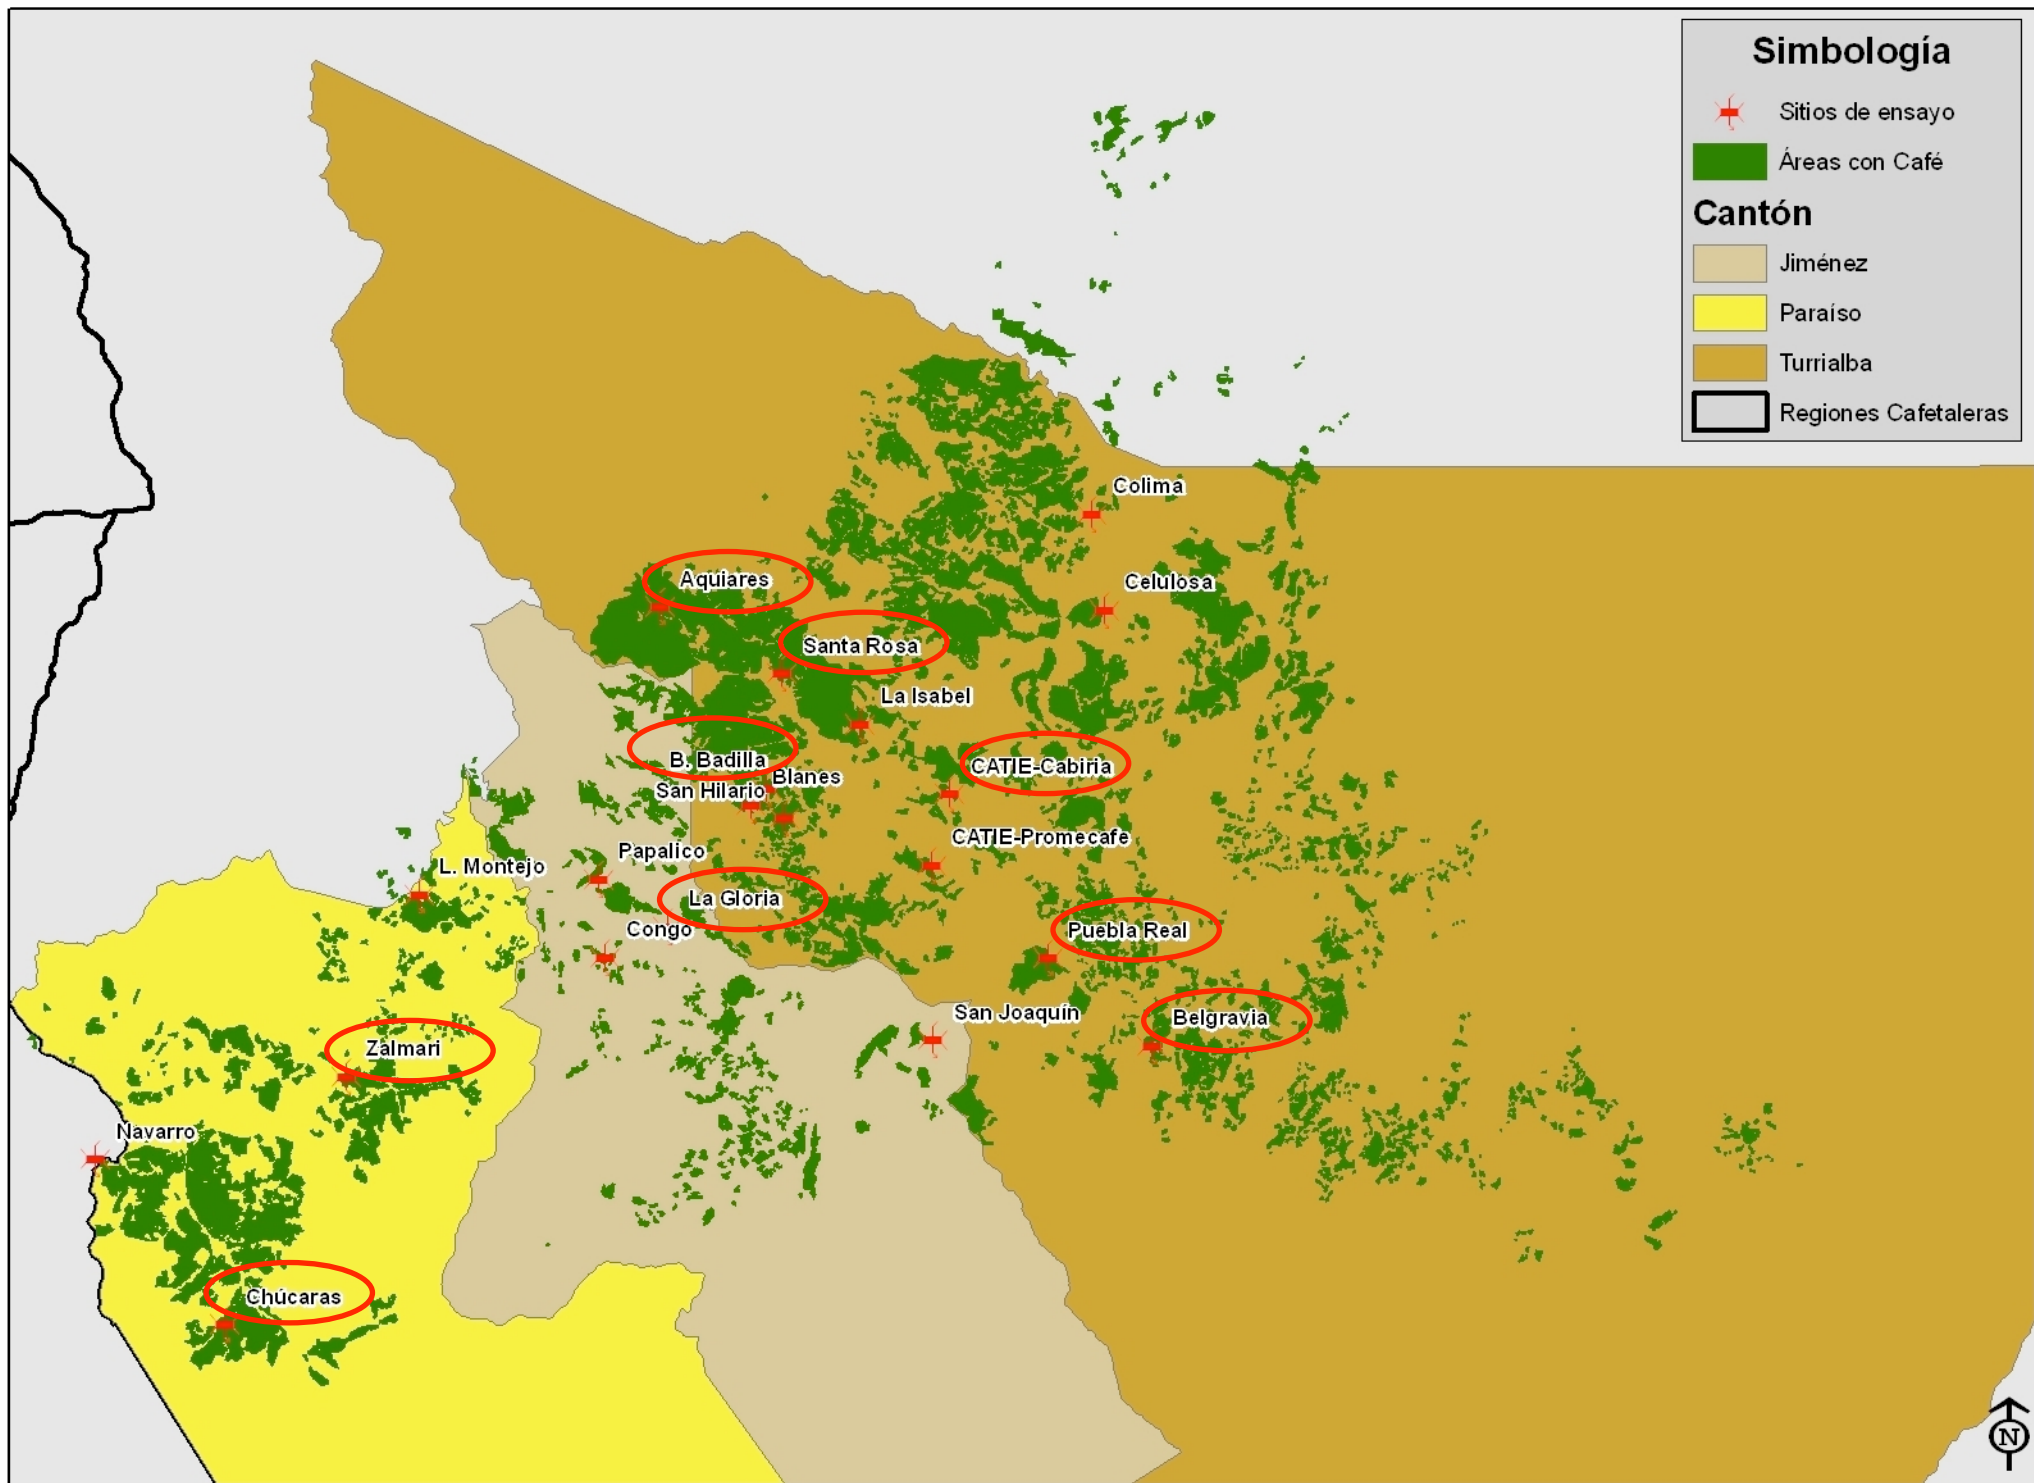 Simbología
Sitios de ensayo
Áreas con Café
Cantón
Jiménez
Paraíso
Turrialba
Regiones Cafetaleras
Colima
Aquiares
Celulosa
Santa Rosa
La Isabel
B. Badilla
CATIE-Cabiria
Blanes
San Hilario
CATIE-Promecafe
Papalico
L. Montejo
La Gloria
Congo
Puebla Real
San Joaquín
Belgravia
Zalmari
Navarro
Chúcaras
N